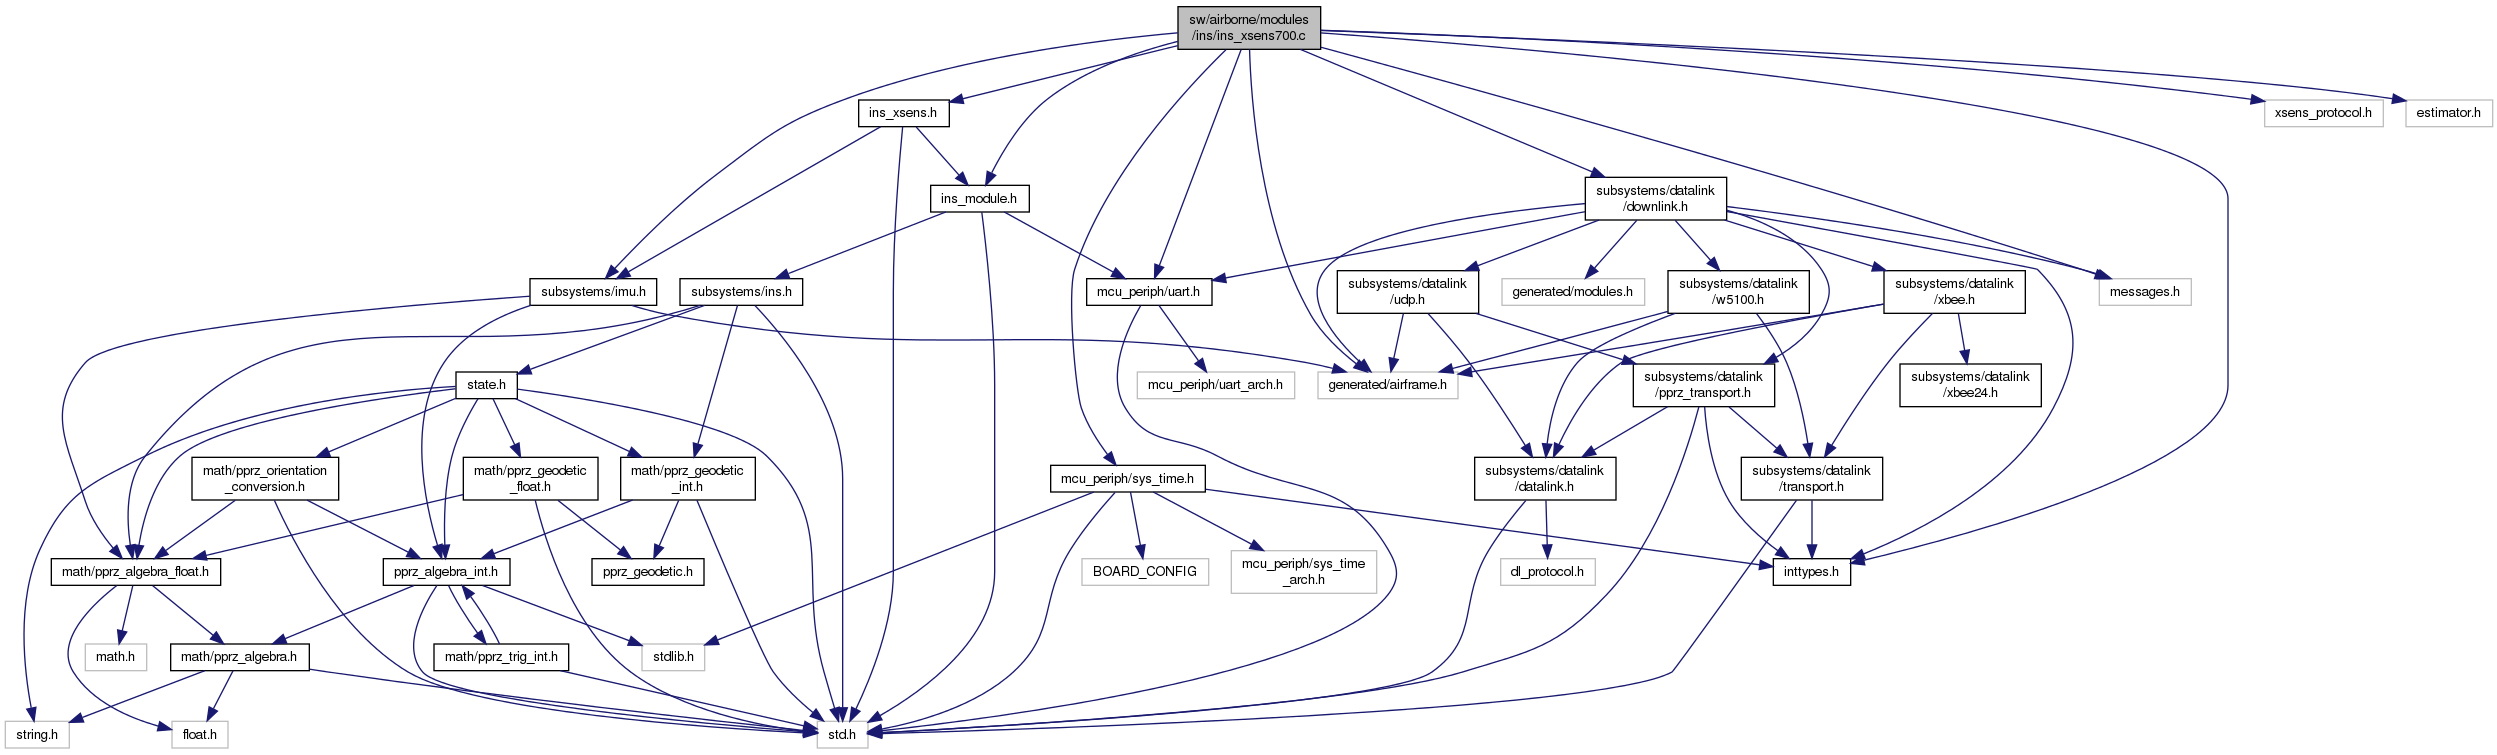 sw/airborne/modules
/ins/ins_xsens700.c
ins_xsens.h
xsens_protocol.h
estimator.h
ins_module.h
subsystems/datalink
/downlink.h
subsystems/imu.h
subsystems/ins.h
mcu_periph/uart.h
subsystems/datalink
/udp.h
generated/modules.h
subsystems/datalink
/w5100.h
subsystems/datalink
/xbee.h
messages.h
state.h
mcu_periph/uart_arch.h
generated/airframe.h
subsystems/datalink
/pprz_transport.h
subsystems/datalink
/xbee24.h
math/pprz_orientation
_conversion.h
math/pprz_geodetic
_float.h
math/pprz_geodetic
_int.h
mcu_periph/sys_time.h
subsystems/datalink
/datalink.h
subsystems/datalink
/transport.h
math/pprz_algebra_float.h
pprz_algebra_int.h
pprz_geodetic.h
BOARD_CONFIG
mcu_periph/sys_time
_arch.h
dl_protocol.h
inttypes.h
math.h
math/pprz_algebra.h
math/pprz_trig_int.h
stdlib.h
string.h
float.h
std.h